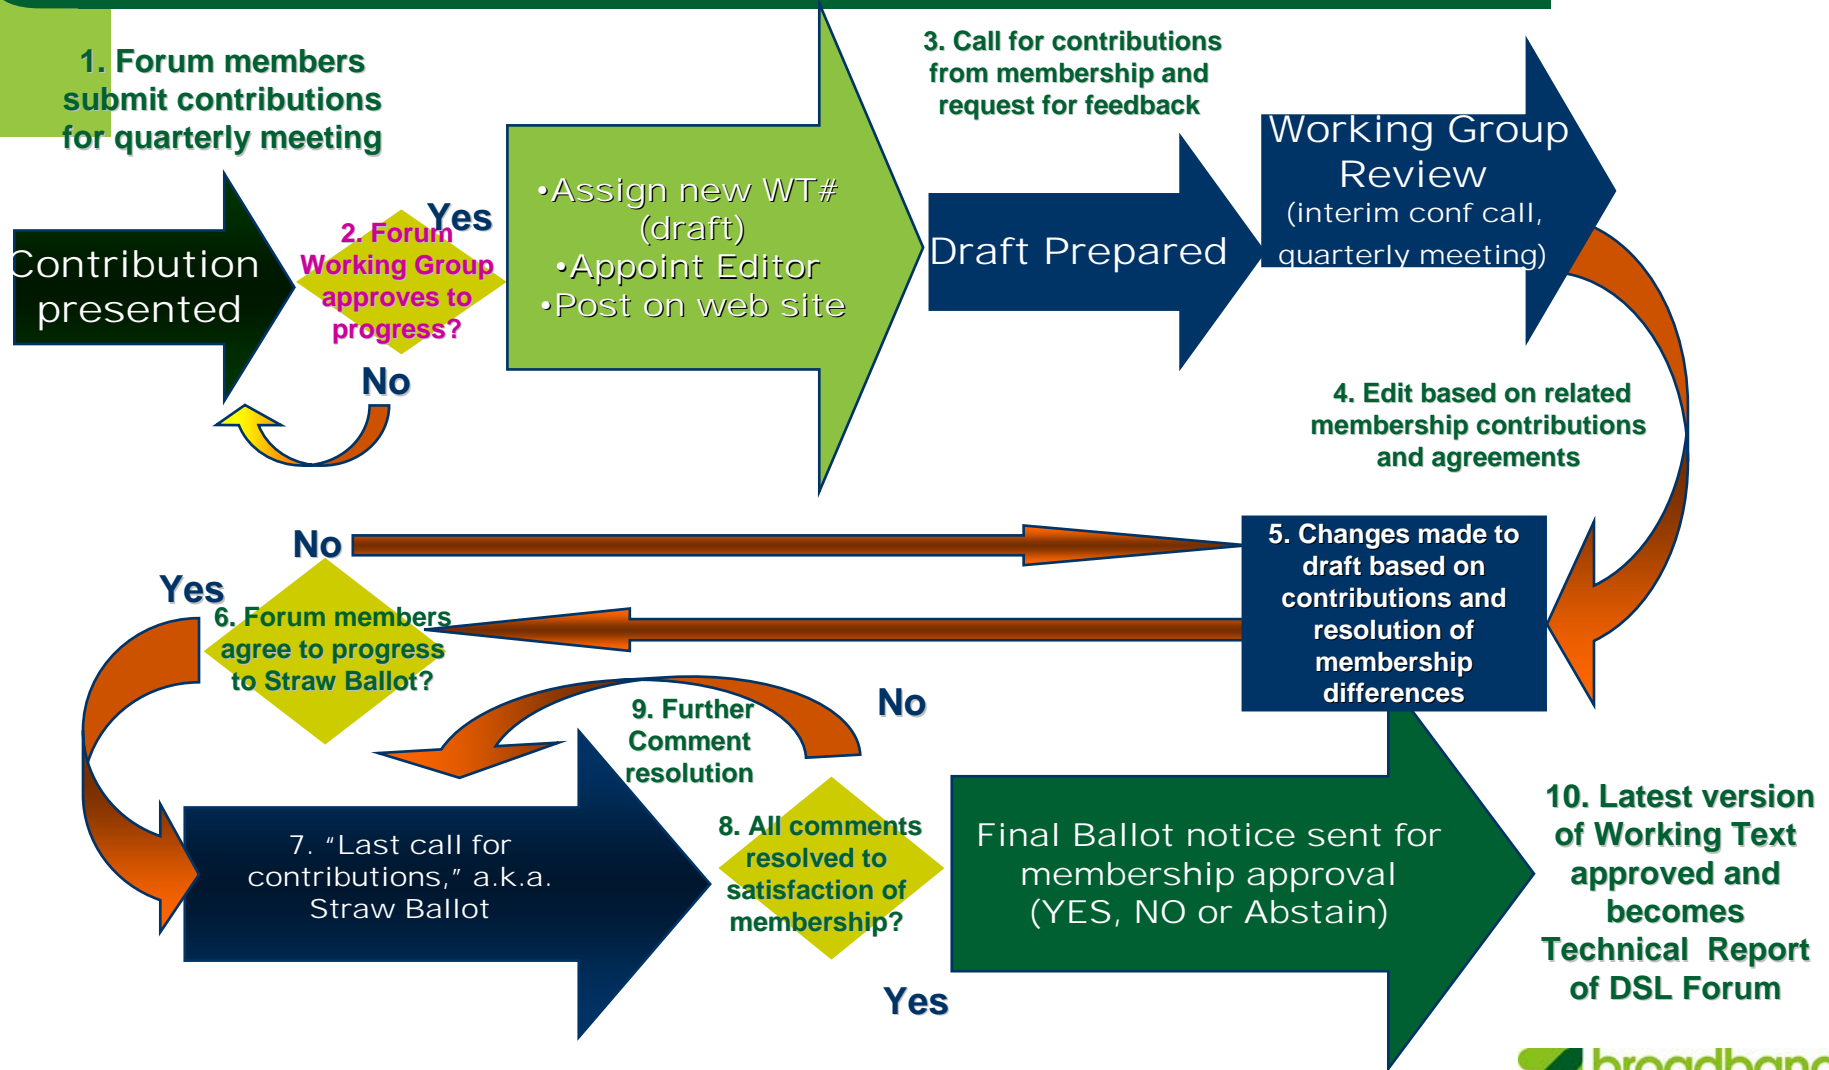 1. Forum members
submit contributions
for quarterly meeting
Contribution
presented
2. Forum
Working Group
approves to
progress?
Yes
No
•Assign new WT#
(draft)
•Appoint Editor
•Post on web site
3. Call for contributions
from membership and
request for feedback
Draft Prepared
Working Group
Review
(interim conf call,
quarterly meeting)
4. Edit based on related
membership contributions
and agreements
5. Changes made to
draft based on
contributions and
resolution of
membership
differences
No
Yes
6. Forum members
agree to progress
to Straw Ballot?
7. "Last call for
contributions," a.k.a.
Straw Ballot
9. Further
Comment
resolution
No
8. All comments
resolved to
satisfaction of
membership?
Yes
Final Ballot notice sent for
membership approval
(YES, NO or Abstain)
10. Latest version
of Working Text
approved and
becomes
Technical Report
of DSL Forum